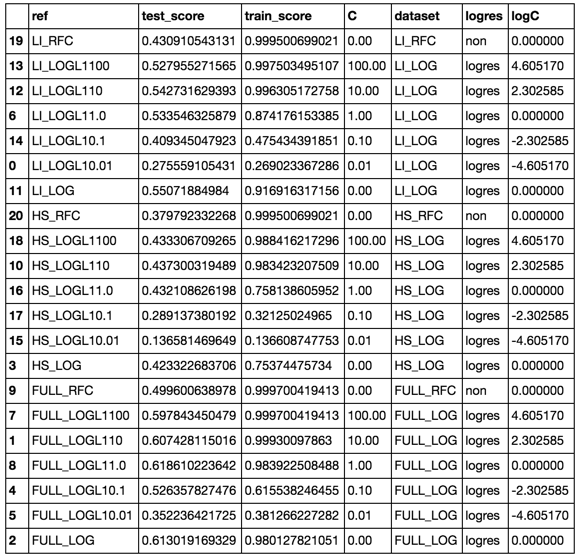 ref test_score train_score C dataset logres logC
19 LI_RFC 0.430910543131 0.999500699021 0.00 LI_RFC non 0.000000
13 LI_LOGL1100 0.527955271565 0.997503495107 100.00 LI_LOG logres 4.605170
12 LI_LOGL110 0.542731629393 0.996305172758 10.00 LI_LOG logres 2.302585
6 LI_LOGL11.0 0.533546325879 0.874176153385 1.00 LI_LOG logres 0.000000
14 LI_LOGL10.1 0.409345047923 0.475434391851 0.10 LI_LOG logres -2.302585
0 LI_LOGL10.01 0.275559105431 0.269023367286 0.01 LI_LOG logres -4.605170
11 LI_LOG 0.55071884984 0.916916317156 0.00 LI_LOG logres 0.000000
20 HS_RFC 0.379792332268 0.999500699021 0.00 HS_RFC non 0.000000
18 HS_LOGL1100 0.433306709265 0.988416217296 100.00 HS_LOG logres 4.605170
10 HS_LOGL110 0.437300319489 0.983423207509 10.00 HS_LOG logres 2.302585
16 HS_LOGL11.0 0.432108626198 0.758138605952 1.00 HS_LOG logres 0.000000
17 HS_LOGL10.1 0.289137380192 0.32125024965 0.10 HS_LOG logres -2.302585
15 HS_LOGL10.01 0.136581469649 0.136608747753 0.01 HS_LOG logres -4.605170
3 HS_LOG 0.423322683706 0.75374475734 0.00 HS_LOG logres 0.000000
9 FULL_RFC 0.499600638978 0.999700419413 0.00 FULL_RFC non 0.000000
7 FULL_LOGL1100 0.597843450479 0.999700419413 100.00 FULL_LOG logres 4.605170
1 FULL_LOGL110 0.607428115016 0.99930097863 10.00 FULL_LOG logres 2.302585
8 FULL_LOGL11.0 0.618610223642 0.983922508488 1.00 FULL_LOG logres 0.000000
4 FULL_LOGL10.1 0.526357827476 0.615538246455 0.10 FULL_LOG logres -2.302585
5 FULL_LOGL10.01 0.352236421725 0.381266227282 0.01 FULL_LOG logres -4.605170
2 FULL_LOG 0.613019169329 0.980127821051 0.00 FULL_LOG logres 0.000000